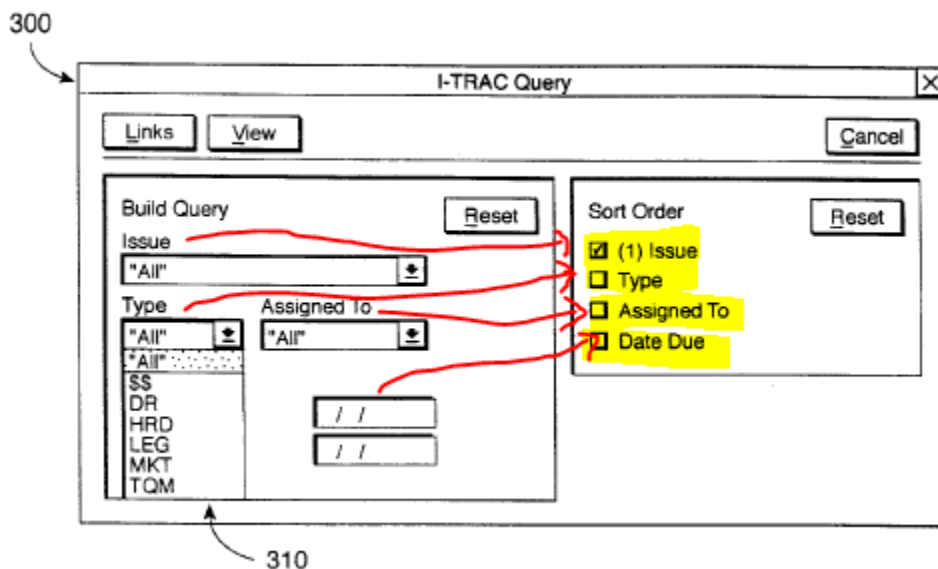 300
I-TRAC Query
Links View Cancel
Build Query Reset
Issue
"All"
Type Assigned To
"All" "All"
"All"
$$
DR
HRD
LEG
MKT
TQM
/ /
/ /
Sort Order Reset
(1) Issue
Type
Assigned To
Date Due
310